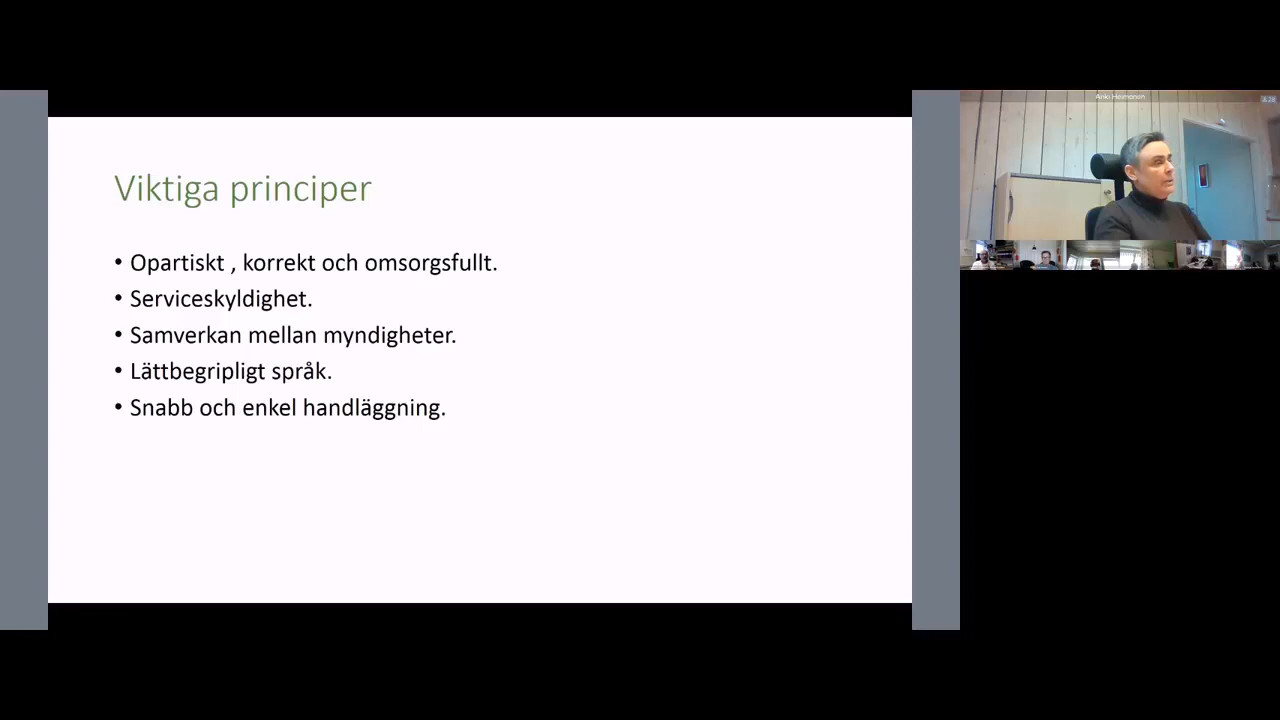 Viktiga principer
• Opartiskt , korrekt och omsorgsfullt.
• Serviceskyldighet.
• Samverkan mellan myndigheter.
• Lättbegripligt språk.
• Snabb och enkel handläggning.